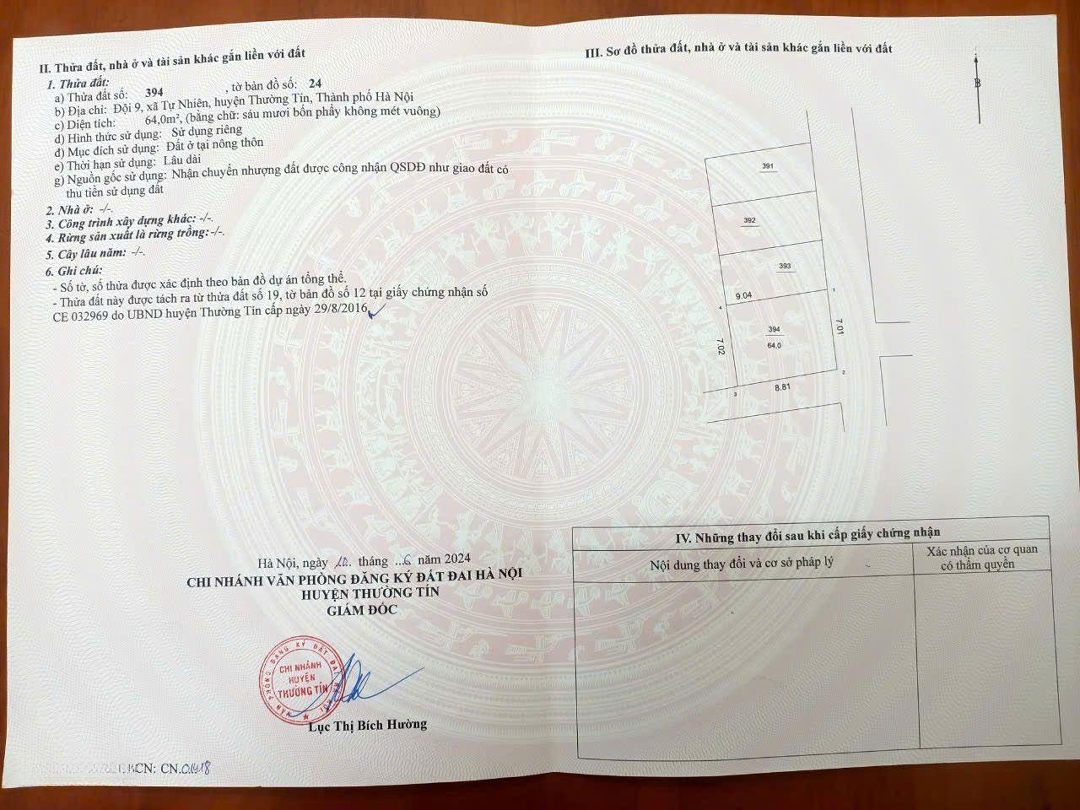 II. Thửa đất, nhà ở và tài sản khác gắn liền với đất
1. Thửa đất:
a) Thửa đất số: 394 , tờ bản đồ số: 24
b) Địa chỉ: Đội 9, xã Tự Nhiên, huyện Thường Tín, Thành phố Hà Nội
c) Diện tích: 64,0m², (bằng chữ: sáu mươi bốn phẩy không mét vuông)
d) Hình thức sử dụng: Sử dụng riêng
đ) Mục đích sử dụng: Đất ở tại nông thôn
e) Thời hạn sử dụng: Lâu dài
g) Nguồn gốc sử dụng: Nhận chuyển nhượng đất được công nhận QSDĐ như giao đất có
thu tiền sử dụng đất
2. Nhà ở: -/-.
3. Công trình xây dựng khác: -/-.
4. Rừng sản xuất là rừng trồng:-/-.
5. Cây lâu năm: -/-.
6. Ghi chú:
- Số tờ, số thửa được xác định theo bản đồ dự án tổng thể.
- Thửa đất này được tách ra từ thửa đất số 19, tờ bản đồ số 12 tại giấy chứng nhận số
CE 032969 do UBND huyện Thường Tín cấp ngày 29/8/2016
Hà Nội, ngày tháng 6 năm 2024
CHI NHÁNH VĂN PHÒNG ĐĂNG KÝ ĐẤT ĐAI HÀ NỘI
HUYỆN THƯỜNG TÍN
GIÁM ĐỐC
VĂN PHÒNG ĐĂNG KÝ ĐẤT ĐAI
CHI NHÁNH
HUYỆN
THƯỜNG TÍN
Lục Thị Bích Hường
BCN: CN.
III. Sơ đồ thửa đất, nhà ở và tài sản khác gắn liền với đất
B
391
392
393
9.04
1
4
394
64.0
7.01
7.02
2
3
8.81
IV. Những thay đổi sau khi cấp giấy chứng nhận
Nội dung thay đổi và cơ sở pháp lý
Xác nhận của cơ quan
có thẩm quyền